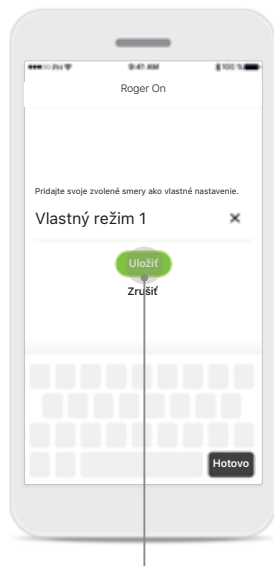 9:41 AM 100 %
Roger On
Pridajte svoje zvolené smery ako vlastné nastavenie.
Vlastný režim 1
Uložiť
Zrušiť
Hotovo